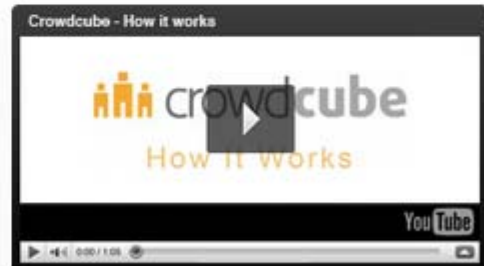 Crowdcube - How it works
crowdcube
How It Works
YouTube
0:00 / 1:05